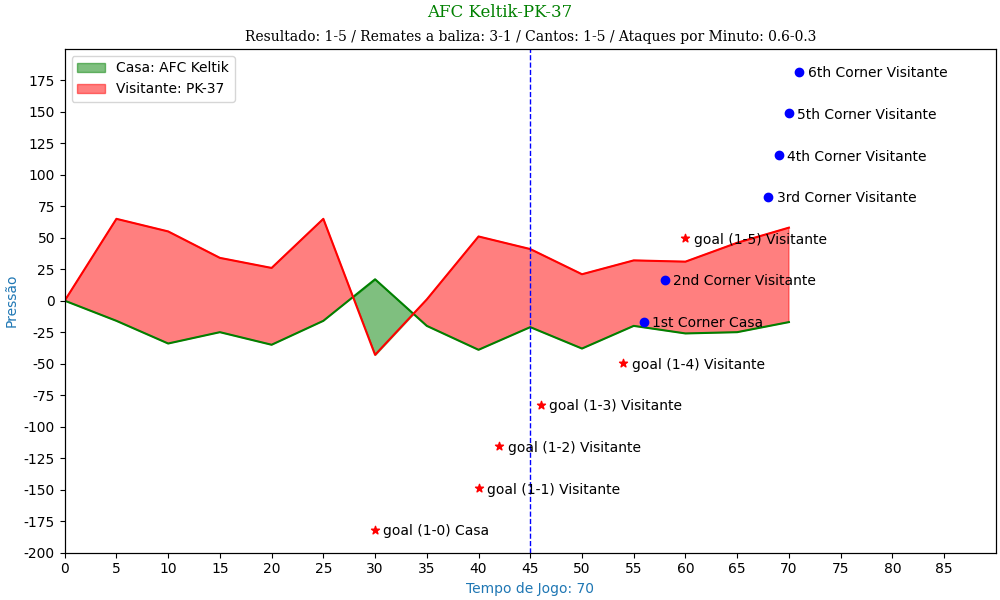 AFC Keltik-PK-37
Resultado: 1-5 / Remates a baliza: 3-1 / Cantos: 1-5 / Ataques por Minuto: 0.6-0.3
Casa: AFC Keltik
Visitante: PK-37
6th Corner Visitante
5th Corner Visitante
4th Corner Visitante
3rd Corner Visitante
goal (1-5) Visitante
2nd Corner Visitante
1st Corner Casa
goal (1-4) Visitante
goal (1-3) Visitante
goal (1-2) Visitante
goal (1-1) Visitante
goal (1-0) Casa
Pressão
175
150
125
100
75
50
25
0
-25
-50
-75
-100
-125
-150
-175
-200
0 5 10 15 20 25 30 35 40 45 50 55 60 65 70 75 80 85
Tempo de Jogo: 70